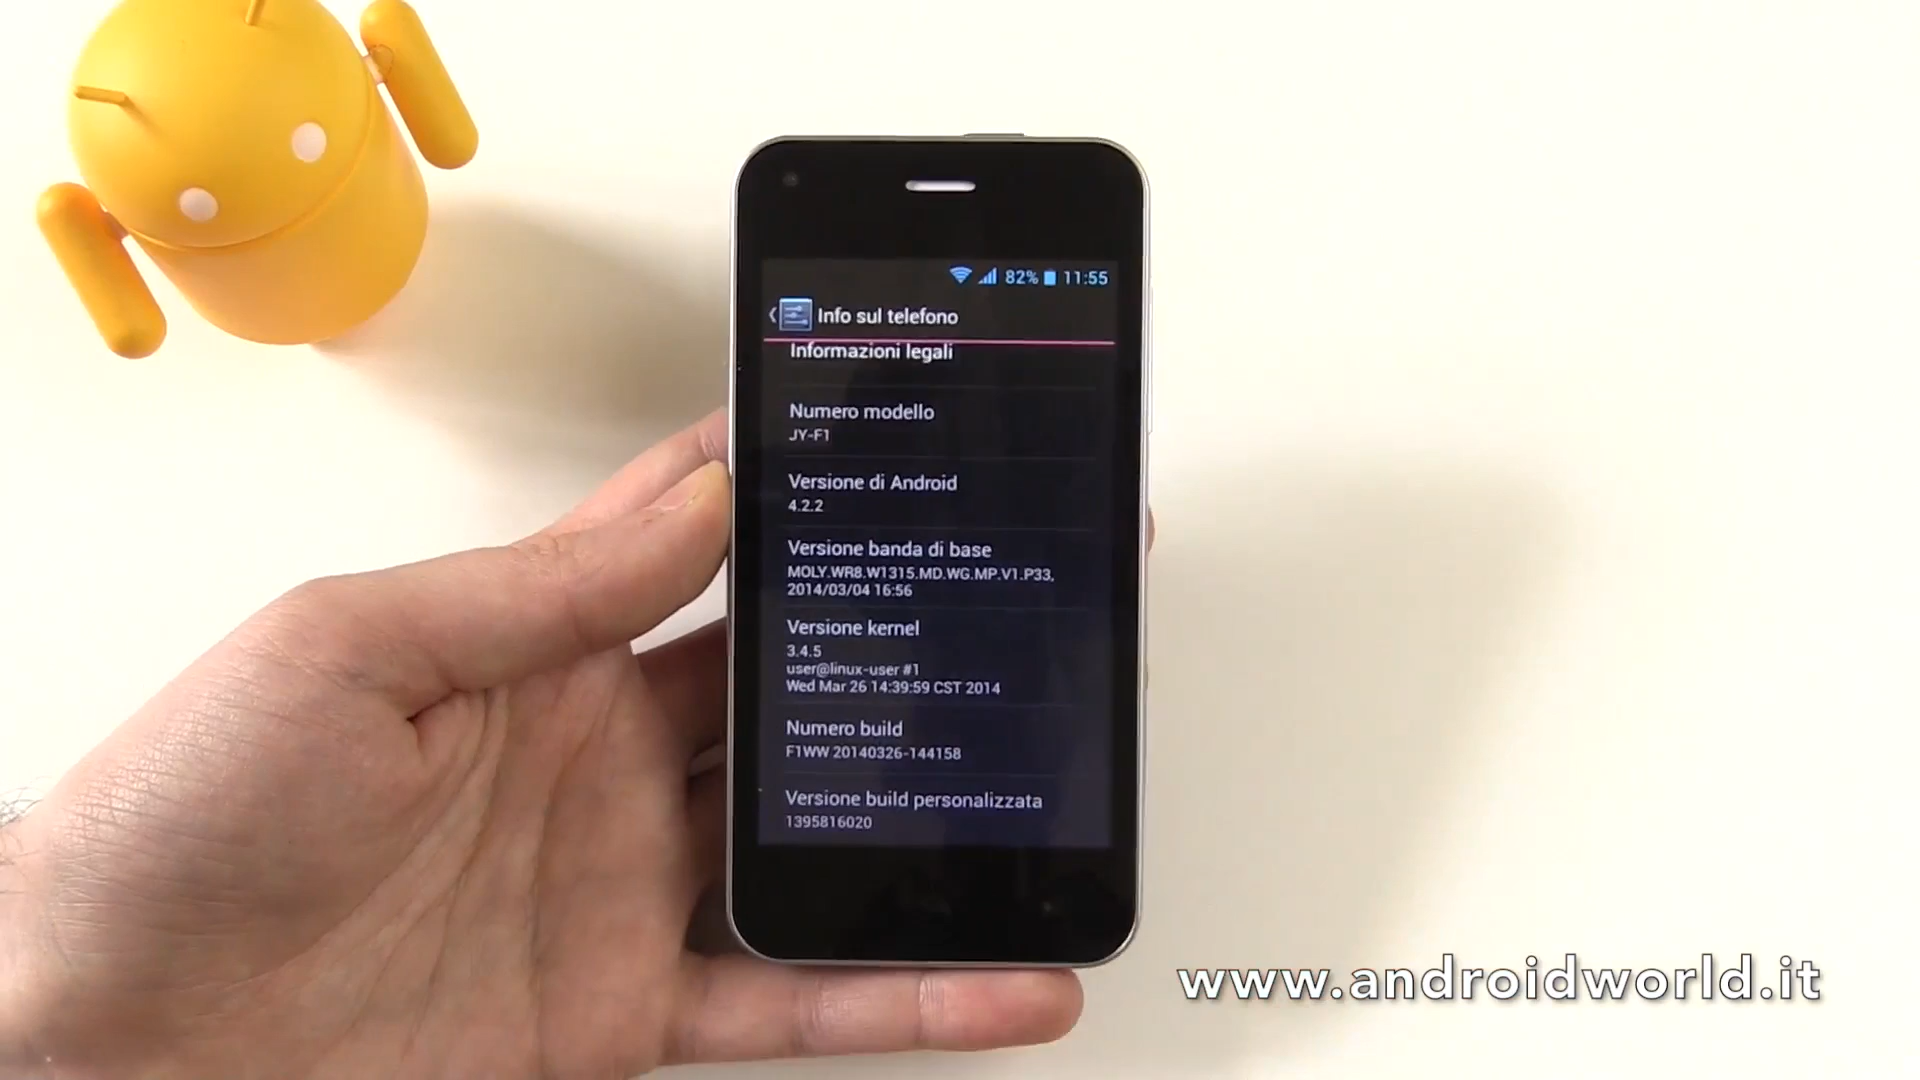 82% 11:55
Info sul telefono
Informazioni legali
Numero modello
JY-F1
Versione di Android
4.2.2
Versione banda di base
MOLY.WR8.W1315.MD.WG.MP.V1.P33,
2014/03/04 16:56
Versione kernel
3.4.5
user@linux-user #1
Wed Mar 26 14:39:59 CST 2014
Numero build
F1WW 20140326-144158
Versione build personalizzata
1395816020
www.androidworld.it